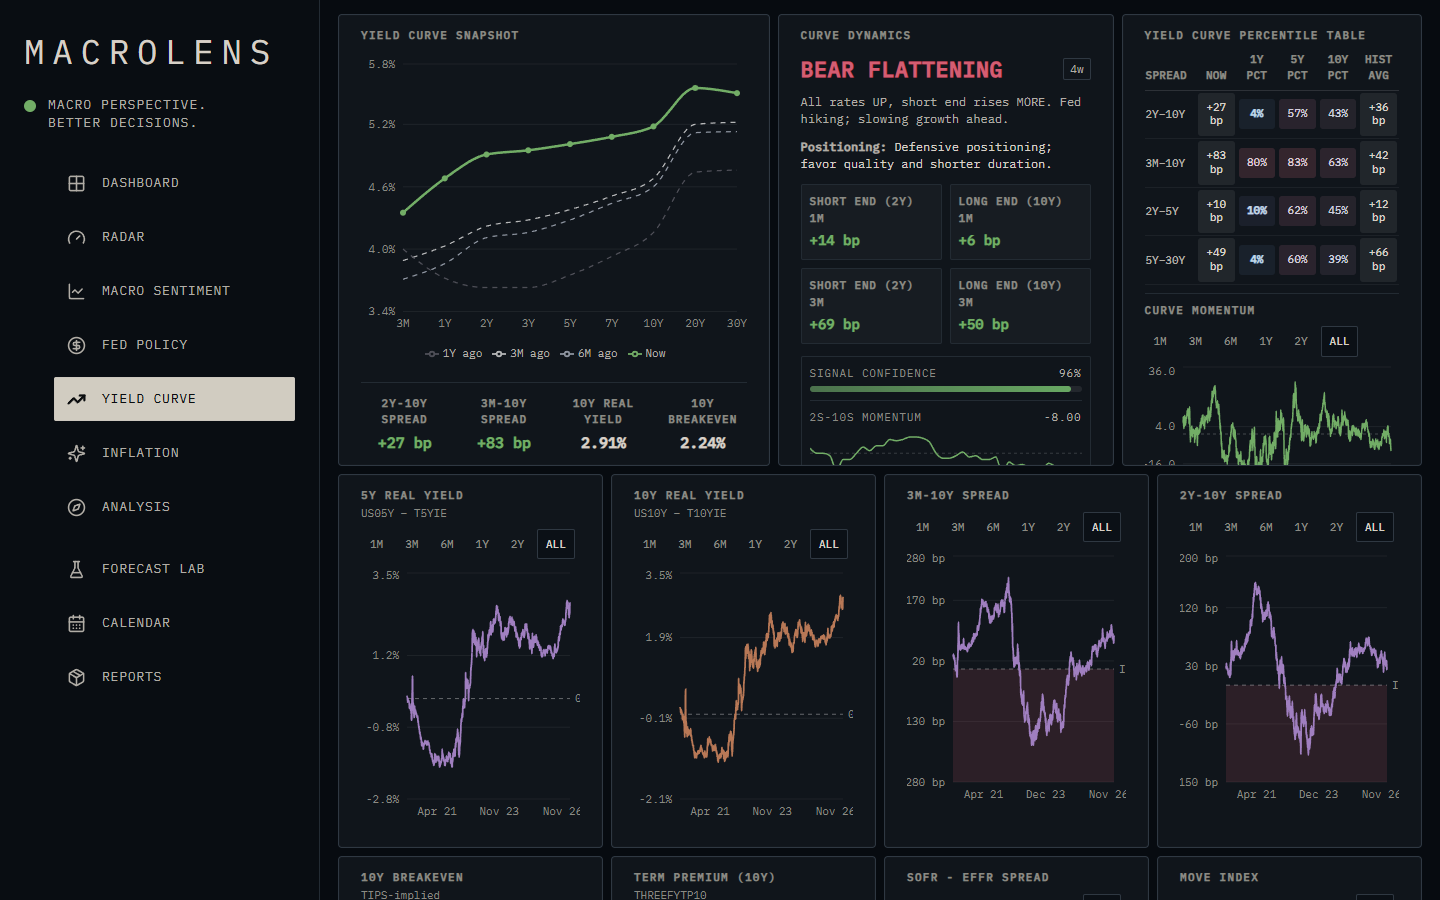 MACROLENS
MACRO PERSPECTIVE.
BETTER DECISIONS.
DASHBOARD
RADAR
MACRO SENTIMENT
FED POLICY
YIELD CURVE
INFLATION
ANALYSIS
FORECAST LAB
CALENDAR
REPORTS
YIELD CURVE SNAPSHOT
5.8%
5.2%
4.6%
4.0%
3.4%
3M 1Y 2Y 3Y 5Y 7Y 10Y 20Y 30Y
1Y ago 3M ago 6M ago Now
2Y-10Y SPREAD
+27 bp
3M-10Y SPREAD
+83 bp
10Y REAL YIELD
2.91%
10Y BREAKEVEN
2.24%
CURVE DYNAMICS
BEAR FLATTENING 4w
All rates UP, short end rises MORE. Fed
hiking; slowing growth ahead.
Positioning: Defensive positioning;
favor quality and shorter duration.
SHORT END (2Y)
1M
+14 bp
LONG END (10Y)
1M
+6 bp
SHORT END (2Y)
3M
+69 bp
LONG END (10Y)
3M
+50 bp
SIGNAL CONFIDENCE 96%
2S-10S MOMENTUM -8.00
YIELD CURVE PERCENTILE TABLE
SPREAD NOW 1Y PCT 5Y PCT 10Y PCT HIST AVG
2Y-10Y +27 bp 4% 57% 43% +36 bp
3M-10Y +83 bp 80% 83% 63% +42 bp
2Y-5Y +10 bp 10% 62% 45% +12 bp
5Y-30Y +49 bp 4% 60% 39% +66 bp
CURVE MOMENTUM
1M 3M 6M 1Y 2Y ALL
36.0
4.0
-16.0
5Y REAL YIELD
US05Y – T5YIE
1M 3M 6M 1Y 2Y ALL
3.5%
1.2%
-0.8%
-2.8%
Apr 21 Nov 23 Nov 26
10Y REAL YIELD
US10Y – T10YIE
1M 3M 6M 1Y 2Y ALL
3.5%
1.9%
-0.1%
-2.1%
Apr 21 Nov 23 Nov 26
3M-10Y SPREAD
1M 3M 6M 1Y 2Y ALL
280 bp
170 bp
20 bp
I
130 bp
280 bp
Apr 21 Dec 23 Nov 26
2Y-10Y SPREAD
1M 3M 6M 1Y 2Y ALL
200 bp
120 bp
30 bp
I
-60 bp
150 bp
Apr 21 Dec 23 Nov 26
10Y BREAKEVEN
TIPS-implied
TERM PREMIUM (10Y)
THREEFYTP10
SOFR - EFFR SPREAD
MOVE INDEX